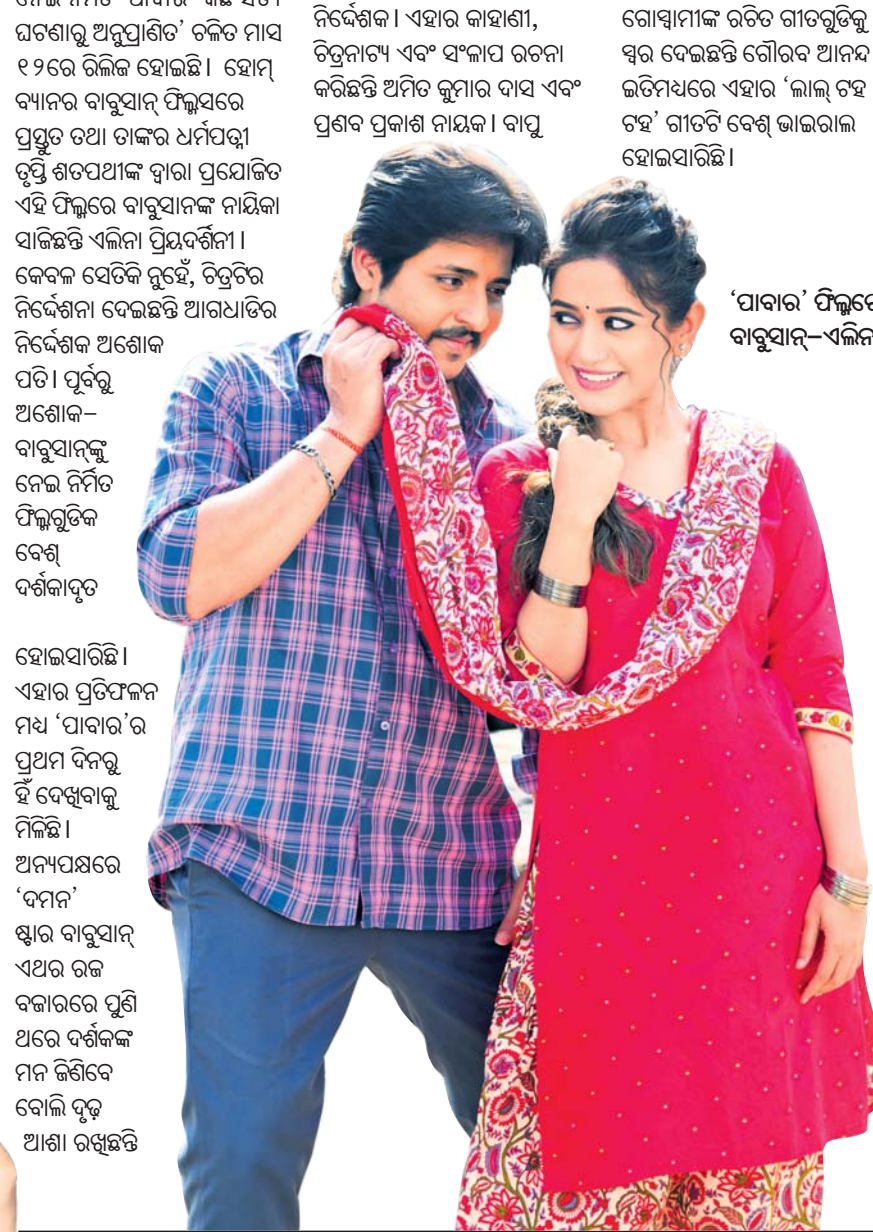 ଘଟଣାରୁ ଅନୁପ୍ରାଣିତ’ ଚଳିତ ମାସ
୧୨ରେ ରିଲିଜ ହୋଇଛି। ହୋମ୍
ବ୍ୟାନର ବାବୁସାନ୍ ଫିଲ୍ମସରେ
ପ୍ରସ୍ତୁତ ତଥା ତାଙ୍କର ଧର୍ମପତ୍ନୀ
ତୃପ୍ତି ଶତପଥୀଙ୍କ ଦ୍ୱାରା ପ୍ରଯୋଜିତ
ଏହି ଫିଲ୍ମରେ ବାବୁସାନଙ୍କ ନାୟିକା
ସାଜିଛନ୍ତି ଏଲିନା ପ୍ରିୟଦର୍ଶିନୀ।
କେବଳ ସେତିକି ନୁହେଁ, ଚିତ୍ରଟିର
ନିର୍ଦ୍ଦେଶନା ଦେଇଛନ୍ତି ଆଗଧାଡିର
ନିର୍ଦ୍ଦେଶକ ଅଶୋକ
ପତି। ପୂର୍ବରୁ
ଅଶୋକ–
ବାବୁସାନ୍‌ଙ୍କୁ
ନେଇ ନିର୍ମିତ
ଫିଲ୍ମଗୁଡିକ
ବେଶ୍
ଦର୍ଶକାଦୃତ
ହୋଇସାରିଛି।
ଏହାର ପ୍ରତିଫଳନ
ମଧ୍ୟ ‘ପାବାର’ର
ପ୍ରଥମ ଦିନରୁ
ହିଁ ଦେଖିବାକୁ
ମିଳିଛି।
ଅନ୍ୟପକ୍ଷରେ
‘ଦମନ’
ଷ୍ଟାର ବାବୁସାନ୍
ଏଥର ରଜ
ବଜାରରେ ପୁଣି
ଥରେ ଦର୍ଶକଙ୍କ
ମନ ଜିଣିବେ
ବୋଲି ଦୃଢ଼
ଆଶା ରଖିଛନ୍ତି
ନିର୍ଦ୍ଦେଶକ। ଏହାର କାହାଣୀ,
ଚିତ୍ରନାଟ୍ୟ ଏବଂ ସଂଳାପ ରଚନା
କରିଛନ୍ତି ଅମିତ କୁମାର ଦାସ ଏବଂ
ପ୍ରଣବ ପ୍ରକାଶ ନାୟକ। ବାପୁ
ଗୋସ୍ୱାମୀଙ୍କ ରଚିତ ଗୀତଗୁଡିକୁ
ସ୍ୱର ଦେଇଛନ୍ତି ଗୌରବ ଆନନ୍ଦ
ଇତିମଧ୍ୟରେ ଏହାର ‘ଲାଲ୍ ଟହ
ଟହ’ ଗୀତଟି ବେଶ୍ ଭାଇରାଲ
ହୋଇସାରିଛି।
‘ପାବାର’ ଫିଲ୍ମରେ
ବାବୁସାନ୍–ଏଲିନା